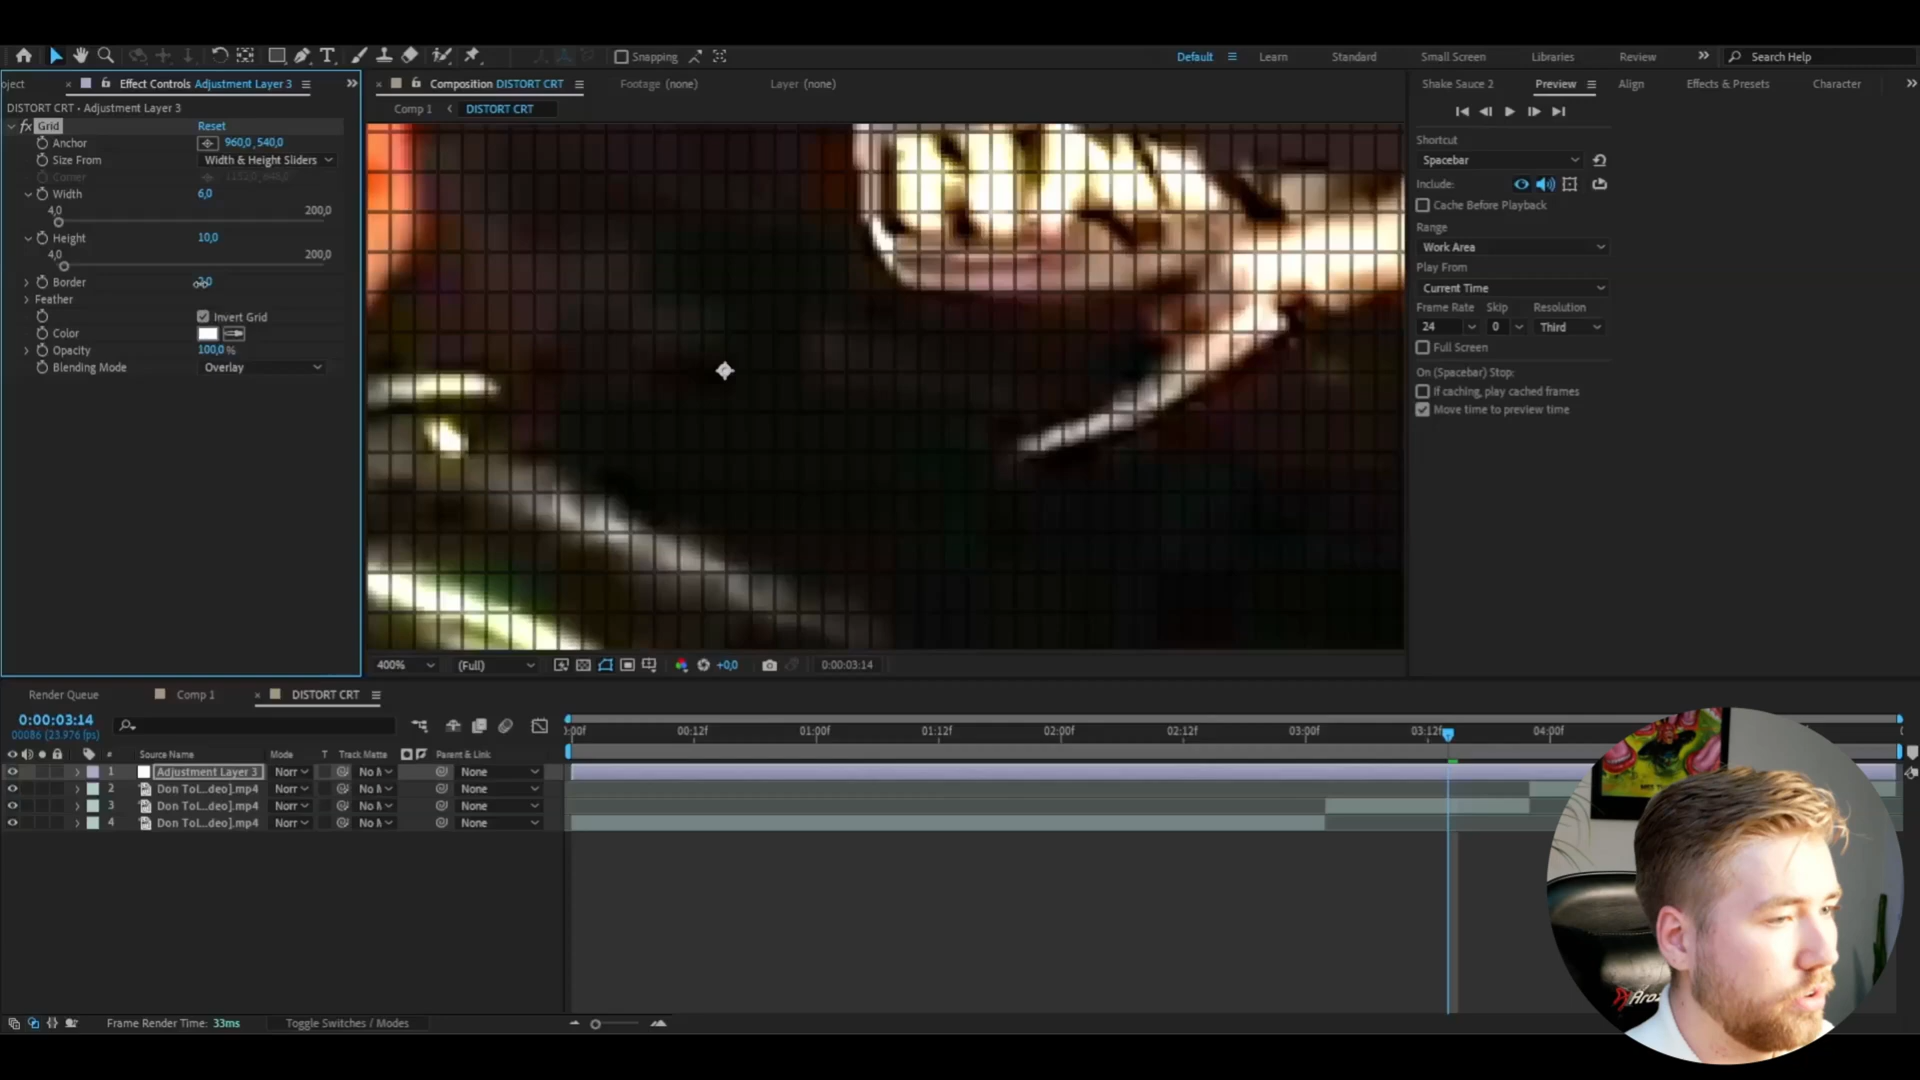 Snapping
Default
Learn
Standard
Small Screen
Libraries
Review
Search Help
oject
Effect Controls Adjustment Layer 3
Composition DISTORT CRT
Footage (none)
Layer (none)
Shake Sauce 2
Preview
Align
Effects & Presets
Character
DISTORT CRT • Adjustment Layer 3
Comp 1
DISTORT CRT
fx Grid
Reset
Anchor
960,0, 540,0
Size From
Width & Height Sliders
Corner
1152,0, 648,0
Width
6,0
4,0
200,0
Height
10,0
4,0
200,0
Border
Feather
Invert Grid
Color
Opacity
100,0 %
Blending Mode
Overlay
Shortcut
Spacebar
Include:
Cache Before Playback
Range
Work Area
Play From
Current Time
Frame Rate
Skip
Resolution
24
0
Third
Full Screen
On (Spacebar) Stop:
If caching, play cached frames
Move time to preview time
400%
(Full)
+0,0
0:00:03:14
Render Queue
Comp 1
DISTORT CRT
0:00:03:14
00086 (23.976 fps)
:00f
00:12f
01:00f
01:12f
02:00f
02:12f
03:00f
03:12f
04:00f
#
Source Name
Mode
T
Track Matte
Parent & Link
1
Adjustment Layer 3
Norr
No M
None
2
Don Tol...deo].mp4
Norr
No M
None
3
Don Tol...deo].mp4
Norr
No M
None
4
Don Tol...deo].mp4
Norr
No M
None
Frame Render Time: 33ms
Toggle Switches / Modes